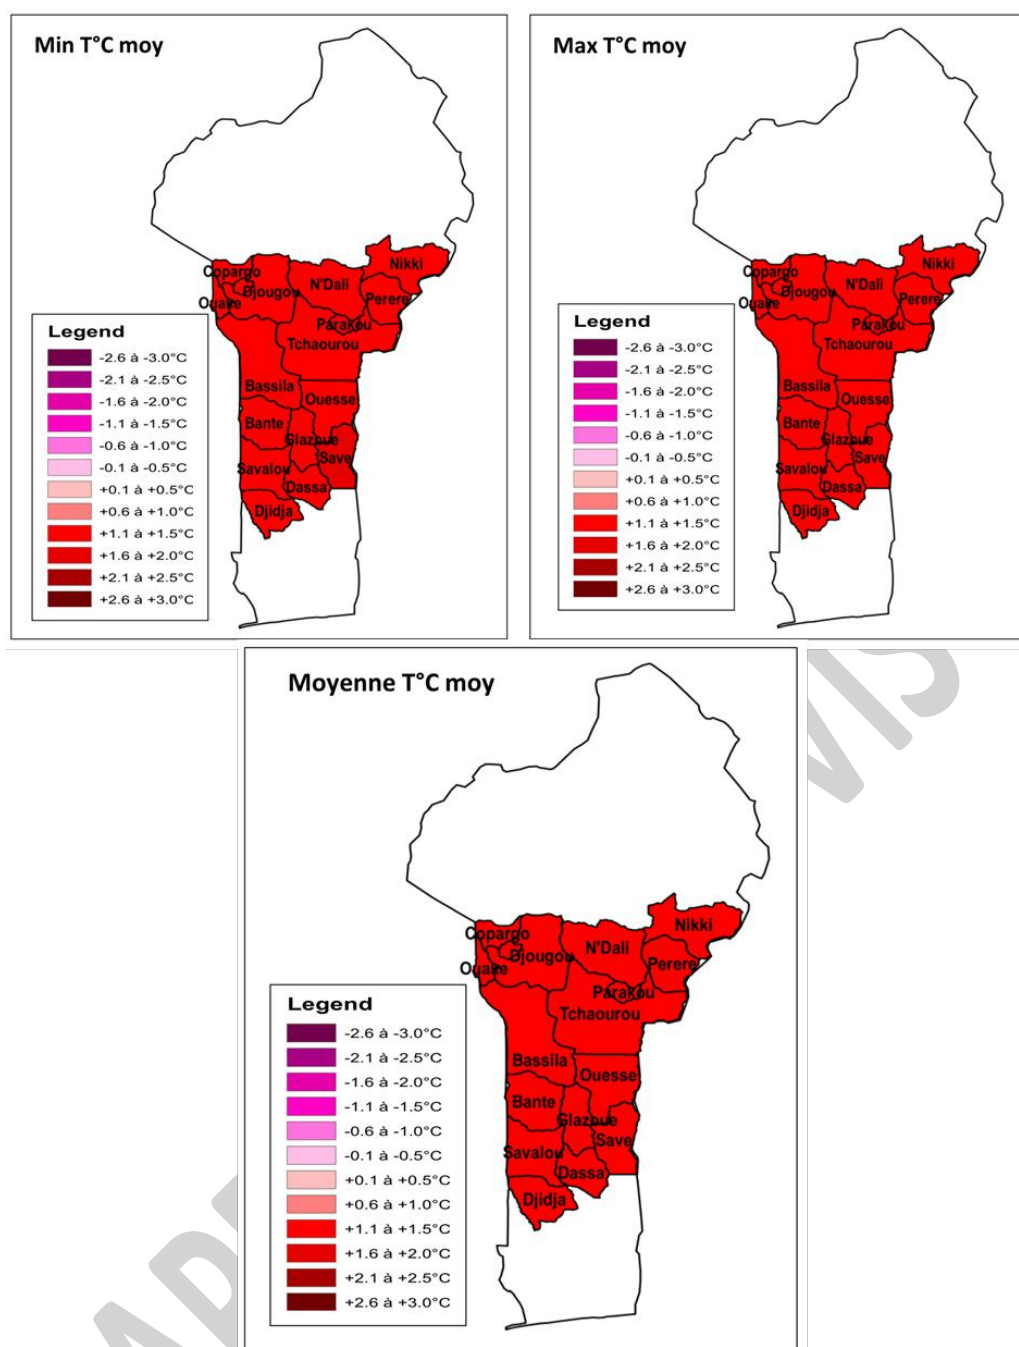 Min T°C moy
Copargo
Nikki
N'Dali
Djougou
Ouake
Perere
Parakou
Tchaourou
Bassila
Ouesse
Bante
Glazoue
Save
Savalou
Dassa
Djidja
Legend
-2.6 à -3.0°C
-2.1 à -2.5°C
-1.6 à -2.0°C
-1.1 à -1.5°C
-0.6 à -1.0°C
-0.1 à -0.5°C
+0.1 à +0.5°C
+0.6 à +1.0°C
+1.1 à +1.5°C
+1.6 à +2.0°C
+2.1 à +2.5°C
+2.6 à +3.0°C
Max T°C moy
Copargo
Nikki
N'Dali
Djougou
Ouake
Perere
Parakou
Tchaourou
Bassila
Ouesse
Bante
Glazoue
Save
Savalou
Dassa
Djidja
Legend
-2.6 à -3.0°C
-2.1 à -2.5°C
-1.6 à -2.0°C
-1.1 à -1.5°C
-0.6 à -1.0°C
-0.1 à -0.5°C
+0.1 à +0.5°C
+0.6 à +1.0°C
+1.1 à +1.5°C
+1.6 à +2.0°C
+2.1 à +2.5°C
+2.6 à +3.0°C
Moyenne T°C moy
Copargo
Nikki
N'Dali
Djougou
Ouake
Perere
Parakou
Tchaourou
Bassila
Ouesse
Bante
Glazoue
Save
Savalou
Dassa
Djidja
Legend
-2.6 à -3.0°C
-2.1 à -2.5°C
-1.6 à -2.0°C
-1.1 à -1.5°C
-0.6 à -1.0°C
-0.1 à -0.5°C
+0.1 à +0.5°C
+0.6 à +1.0°C
+1.1 à +1.5°C
+1.6 à +2.0°C
+2.1 à +2.5°C
+2.6 à +3.0°C